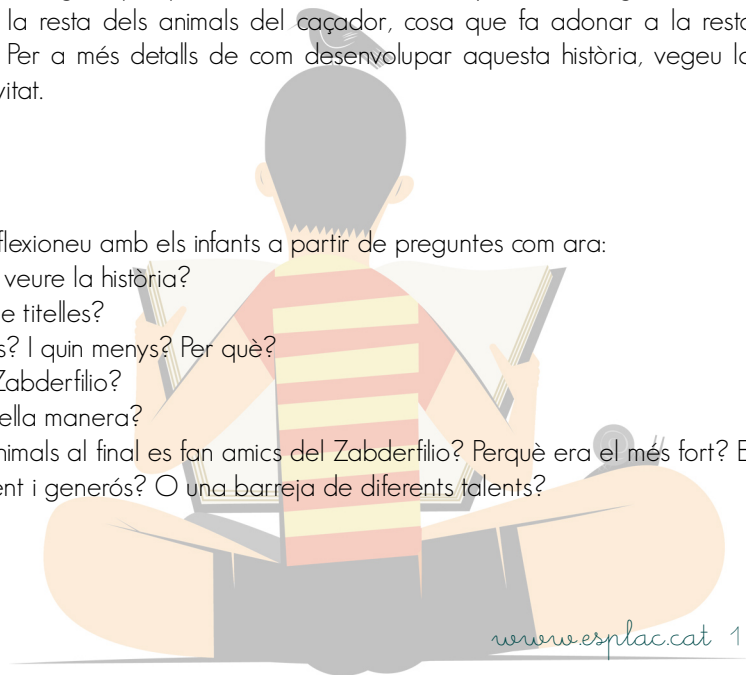 la resta dels animals del caçador, cosa que fa adonar a la resta
Per a més detalls de com desenvolupar aquesta història, vegeu la
vitat.
flexioneu amb els infants a partir de preguntes com ara:
veure la història?
e titelles?
s? I quin menys? Per què?
Zabderfilio?
ella manera?
nimals al final es fan amics del Zabderfilio? Perquè era el més fort? E
ent i generós? O una barreja de diferents talents?
www.esplac.cat 1